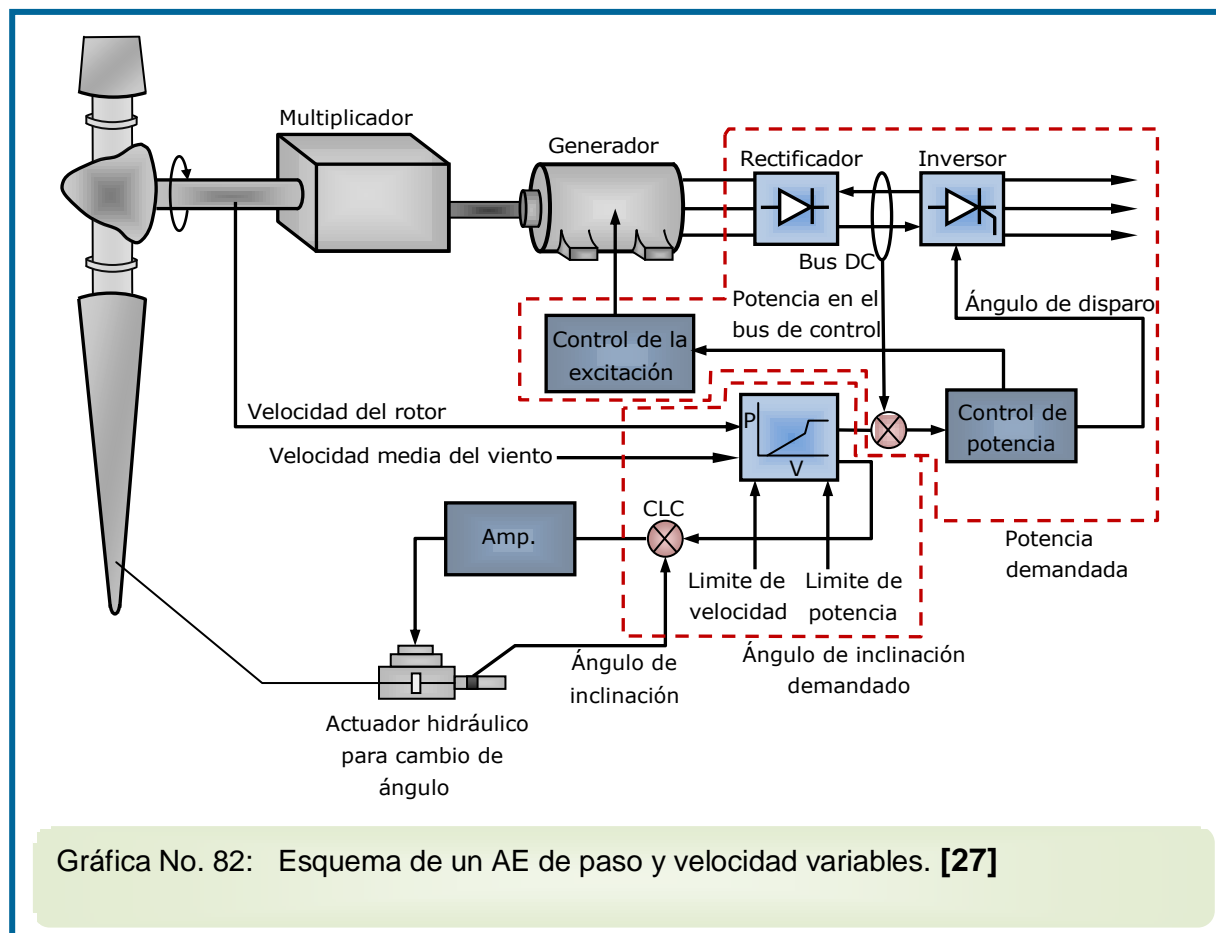 Multiplicador
Generador
Rectificador
Inversor
Bus DC
Potencia en el
bus de control
Ángulo de disparo
Control de la
excitación
Velocidad del rotor
Velocidad media del viento
P
V
Control de
potencia
CLC
Amp.
Limite de
velocidad
Limite de
potencia
Potencia
demandada
Ángulo de
inclinación
Ángulo de inclinación
demandado
Actuador hidráulico
para cambio de
ángulo
Gráfica No. 82: Esquema de un AE de paso y velocidad variables. [27]